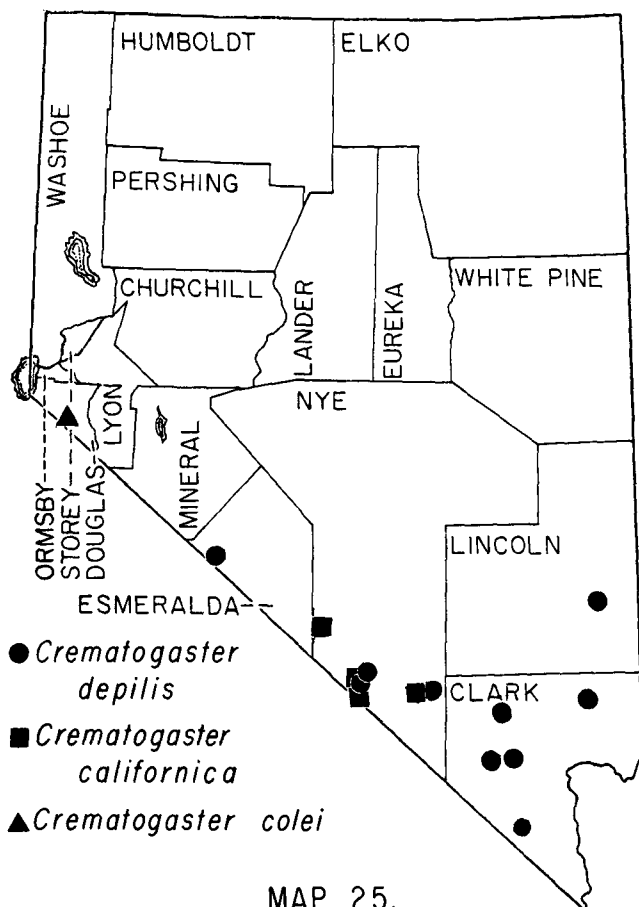 HUMBOLDT
ELKO
WASHOE
PERSHING
CHURCHILL
LANDER
EUREKA
WHITE PINE
LYON
NYE
MINERAL
ORMSBY
STOREY
DOUGLAS
LINCOLN
ESMERALDA
CLARK
Crematogaster
depilis
Crematogaster
californica
Crematogaster colei
MAP 25.